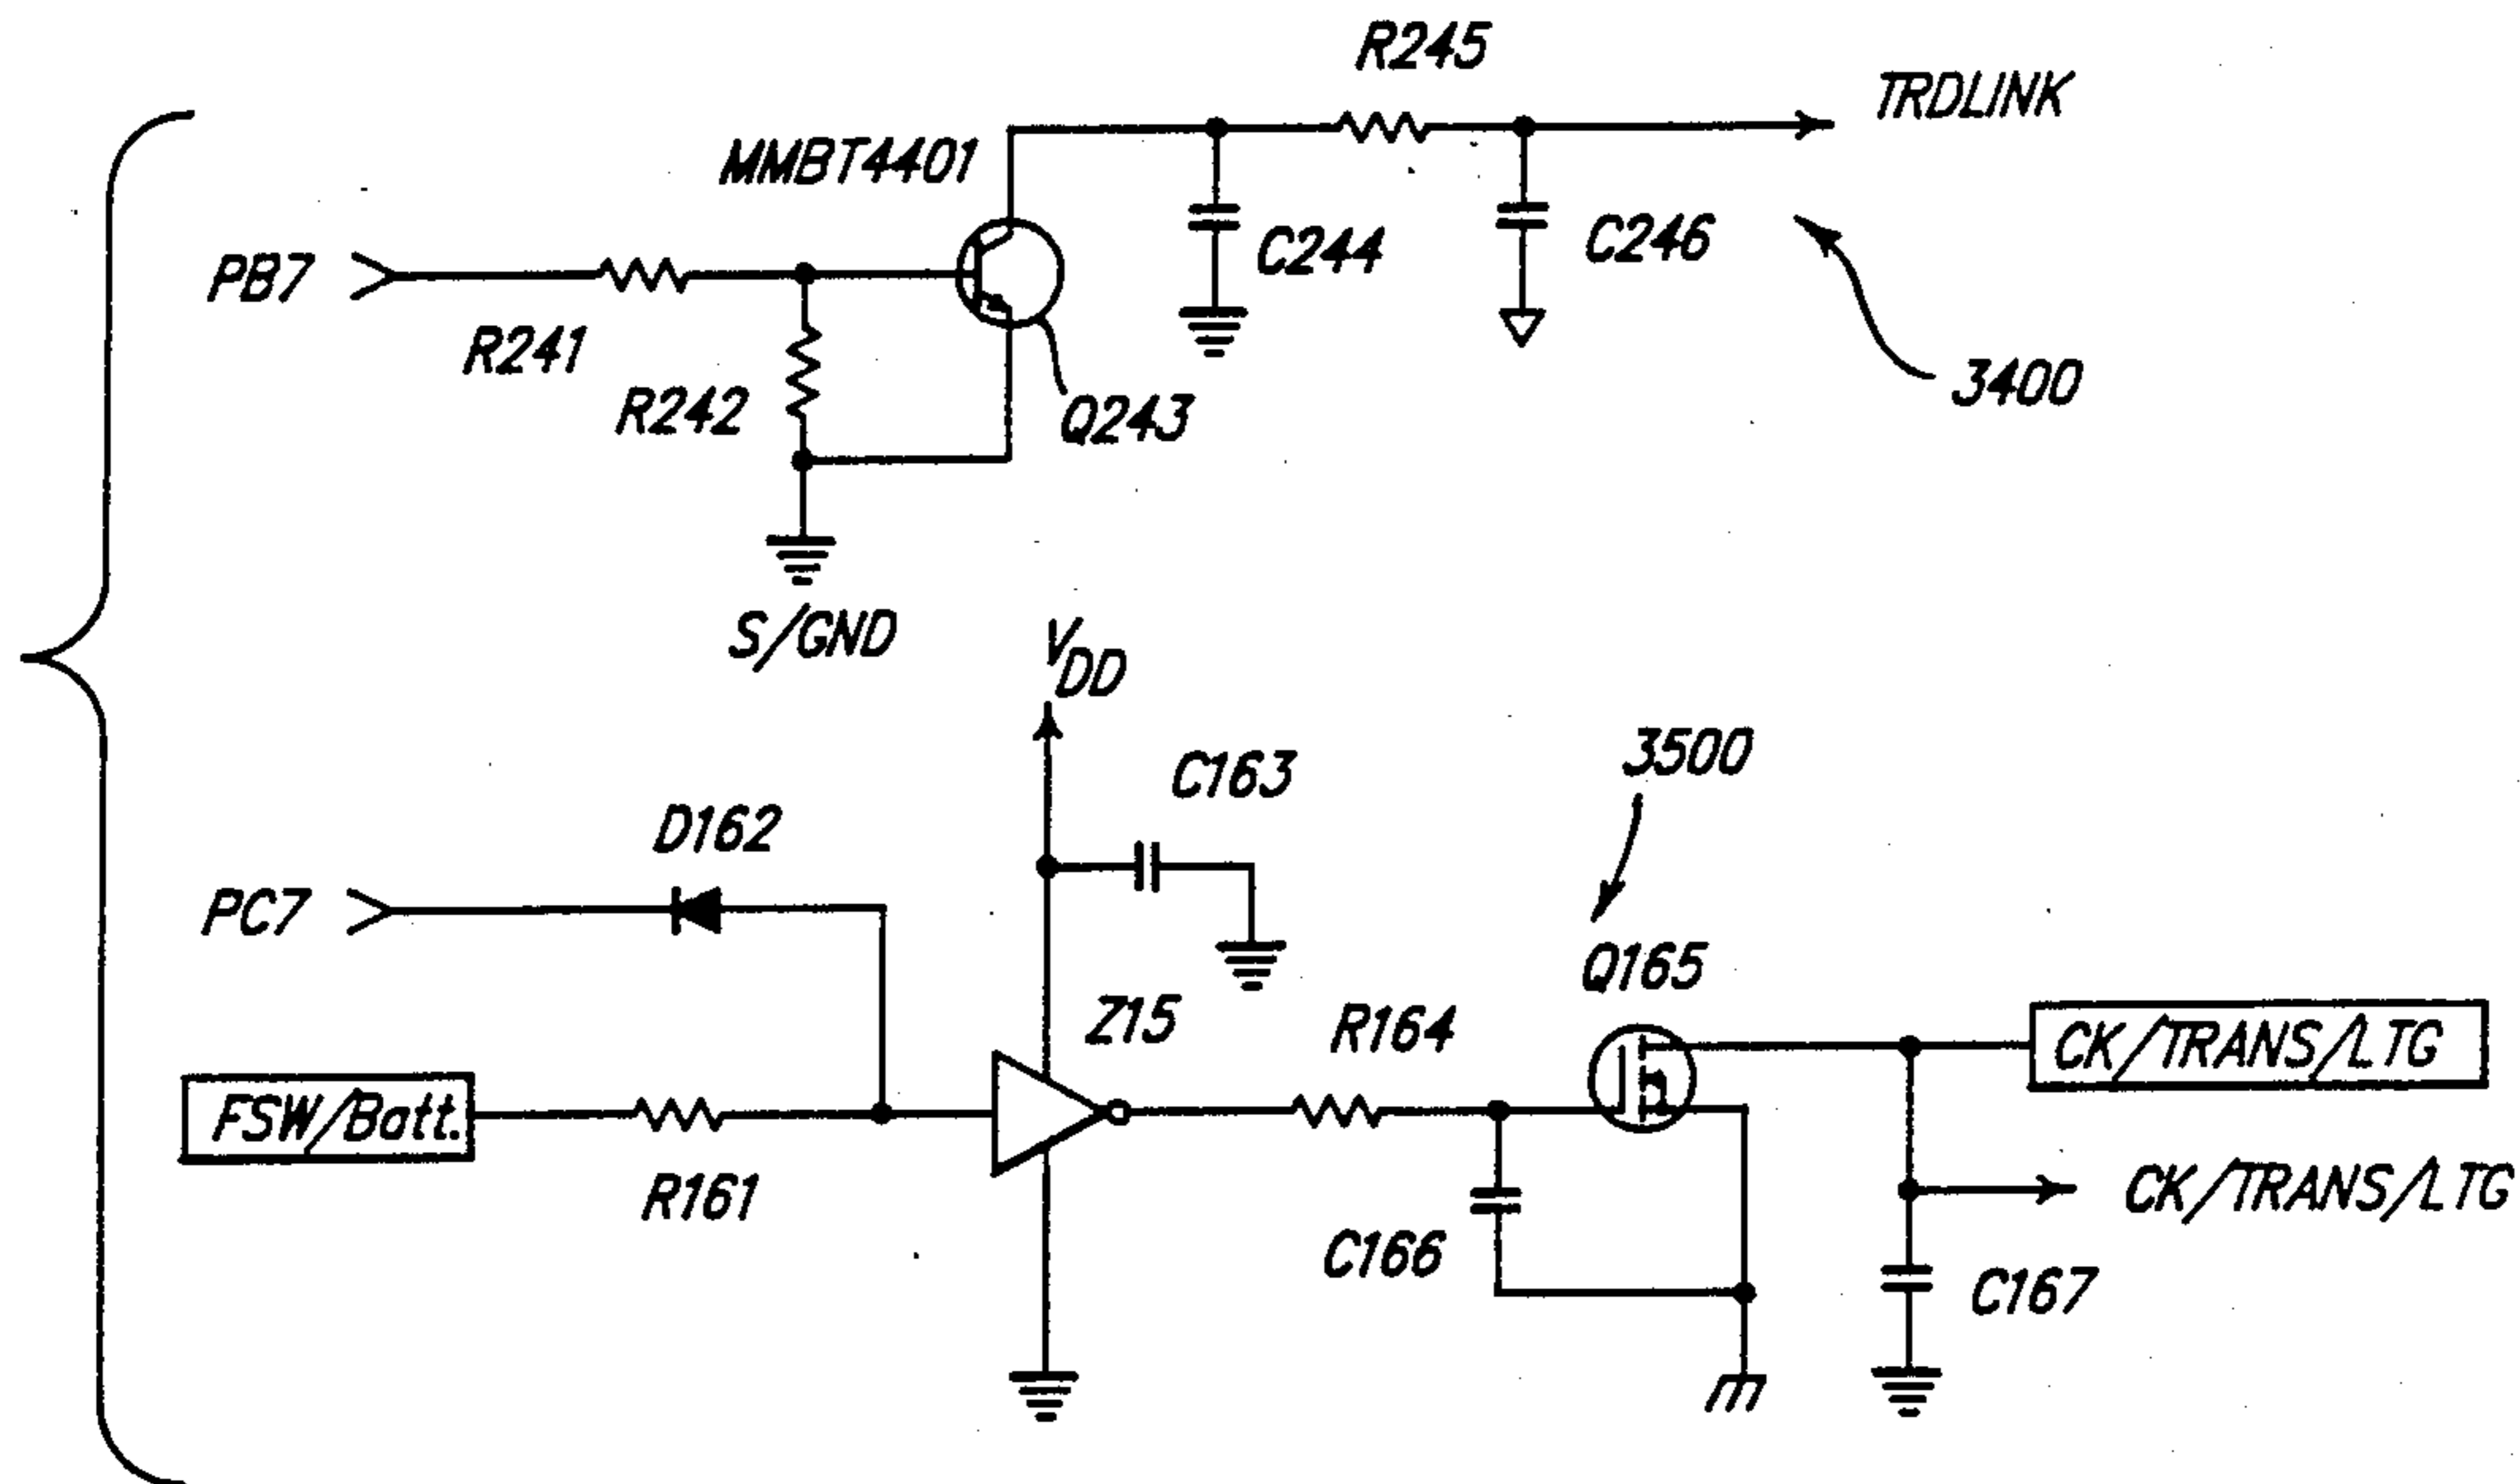 R245
TRDLINK
MMBT4401
PB7
C244
C246
R241
R242
Q243
3400
S/GND
VDD
C163
3500
D162
PC7
Q165
Z15
R164
CK/TRANS/LTG
FSW/Batt.
R161
C166
CK/TRANS/LTG
C167